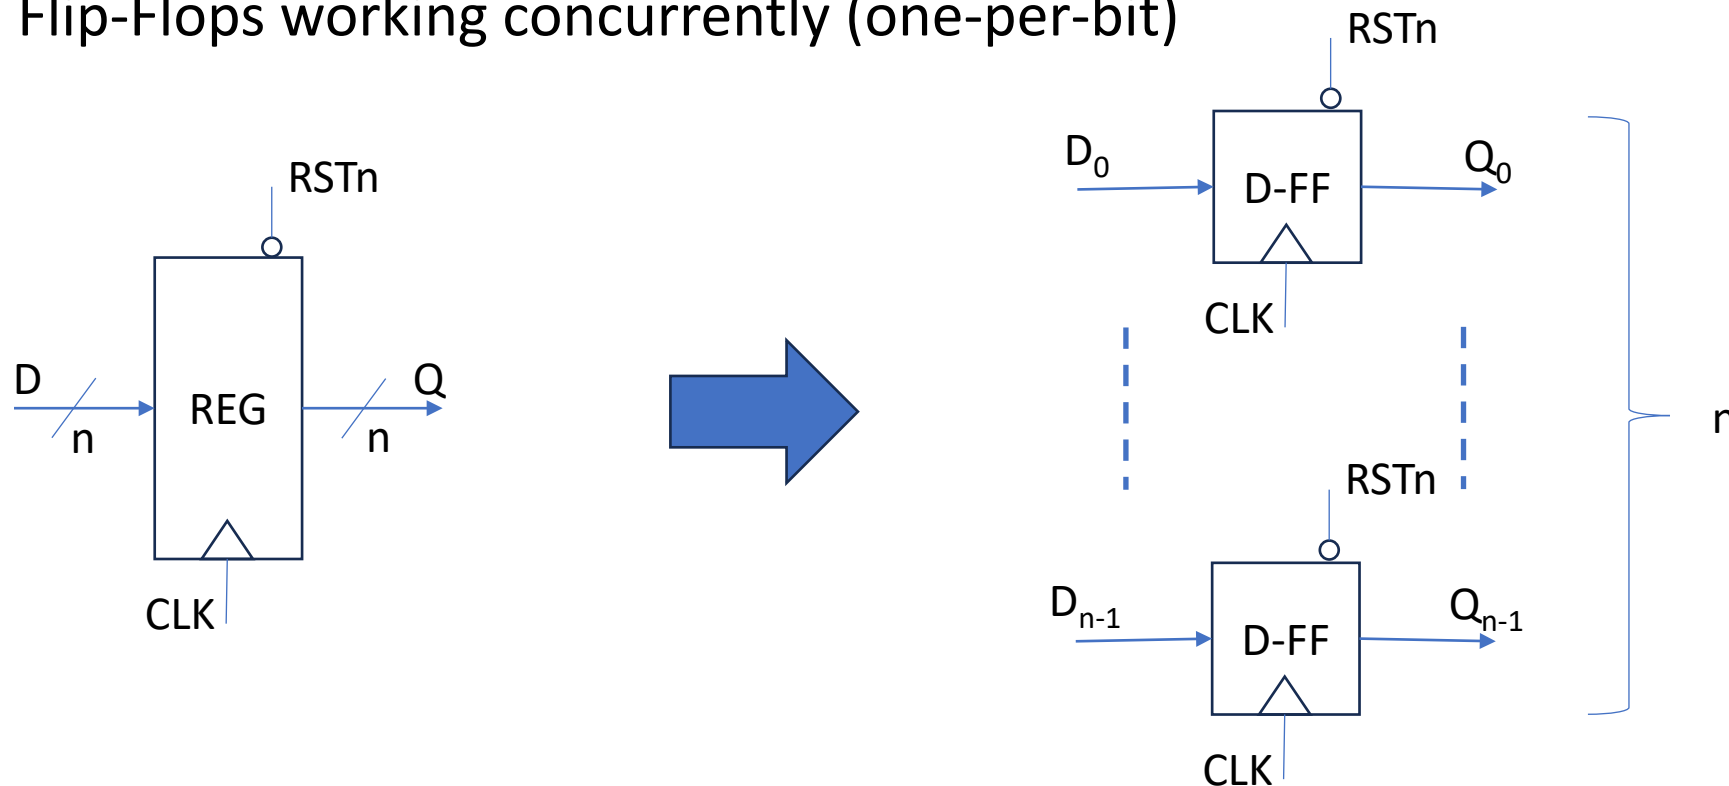 Flip-Flops working concurrently (one-per-bit)
RSTn
D
n
REG
Q
n
CLK
RSTn
D0
D-FF
Q0
CLK
RSTn
Dn-1
D-FF
Qn-1
CLK
n